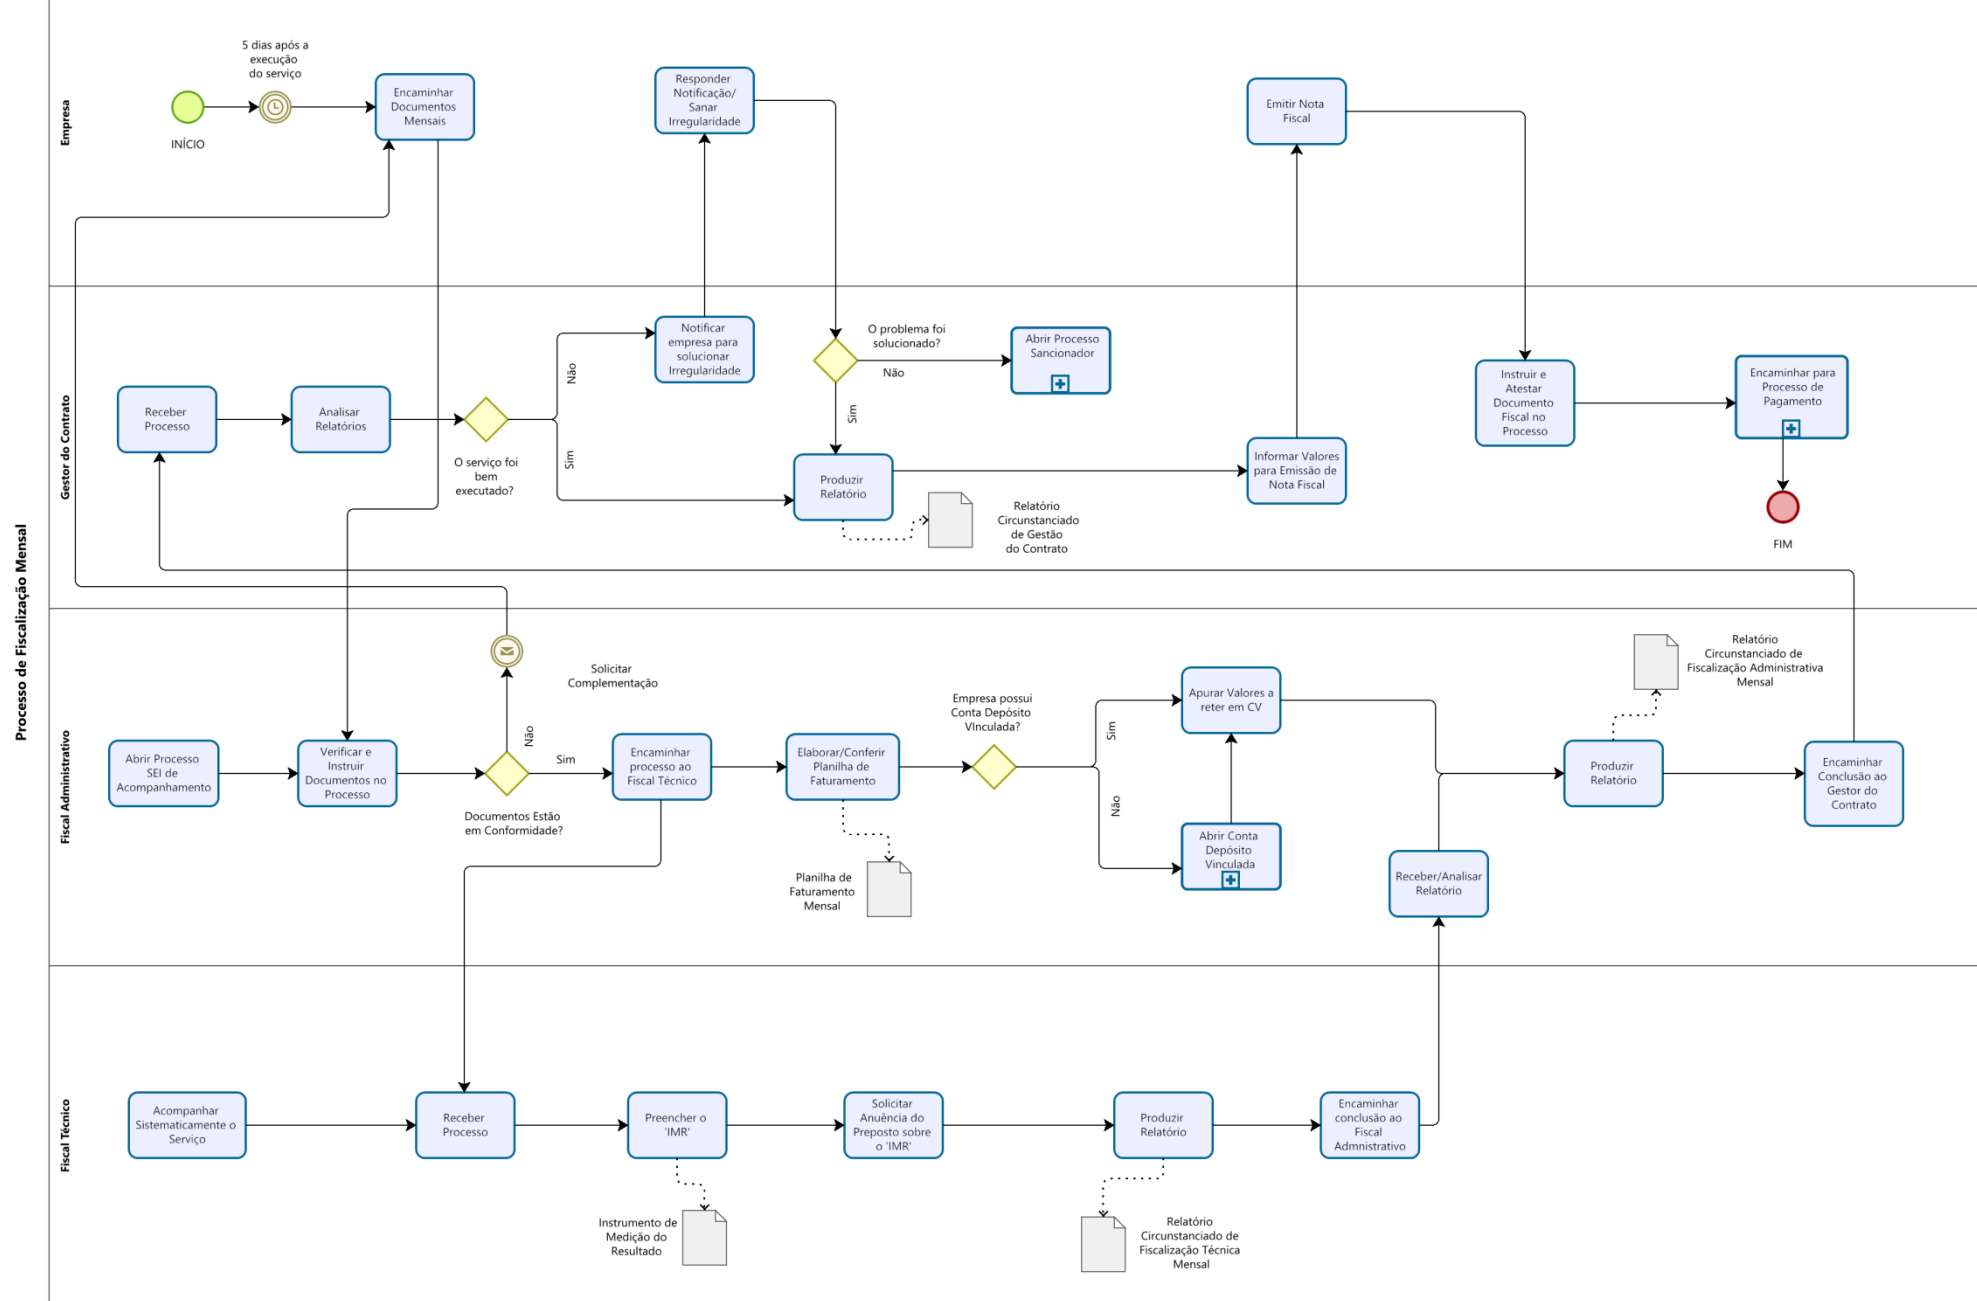 Processo de Fiscalização Mensal
Empresa
INÍCIO
5 dias após a
execução
do serviço
Encaminhar
Documentos
Mensais
Responder
Notificação/
Sanar
Irregularidade
Emitir Nota
Fiscal
Gestor do Contrato
Receber
Processo
Analisar
Relatórios
O serviço foi
bem
executado?
Não
Sim
Notificar
empresa para
solucionar
Irregularidade
O problema foi
solucionado?
Não
Sim
Abrir Processo
Sancionador
Produzir
Relatório
Relatório
Circunstanciado
de Gestão
do Contrato
Informar Valores
para Emissão de
Nota Fiscal
Instruir e
Atestar
Documento
Fiscal no
Processo
Encaminhar para
Processo de
Pagamento
FIM
Fiscal Administrativo
Abrir Processo
SEI de
Acompanhamento
Verificar e
Instruir
Documentos no
Processo
Documentos Estão
em Conformidade?
Não
Sim
Solicitar
Complementação
Encaminhar
processo ao
Fiscal Técnico
Elaborar/Conferir
Planilha de
Faturamento
Planilha de
Faturamento
Mensal
Empresa possui
Conta Depósito
VInculada?
Sim
Não
Apurar Valores a
reter em CV
Abrir Conta
Depósito
Vinculada
Receber/Analisar
Relatório
Produzir
Relatório
Relatório
Circunstanciado de
Fiscalização Administrativa
Mensal
Encaminhar
Conclusão ao
Gestor do
Contrato
Fiscal Técnico
Acompanhar
Sistematicamente o
Serviço
Receber
Processo
Preencher o
'IMR'
Instrumento de
Medição do
Resultado
Solicitar
Anuência do
Preposto sobre
o 'IMR'
Produzir
Relatório
Relatório
Circunstanciado de
Fiscalização Técnica
Mensal
Encaminhar
conclusão ao
Fiscal
Admnistrativo